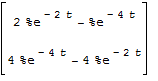 2 %e^(- 2 t) - %e^(- 4 t)
4 %e^(- 4 t) - 4 %e^(- 2 t)